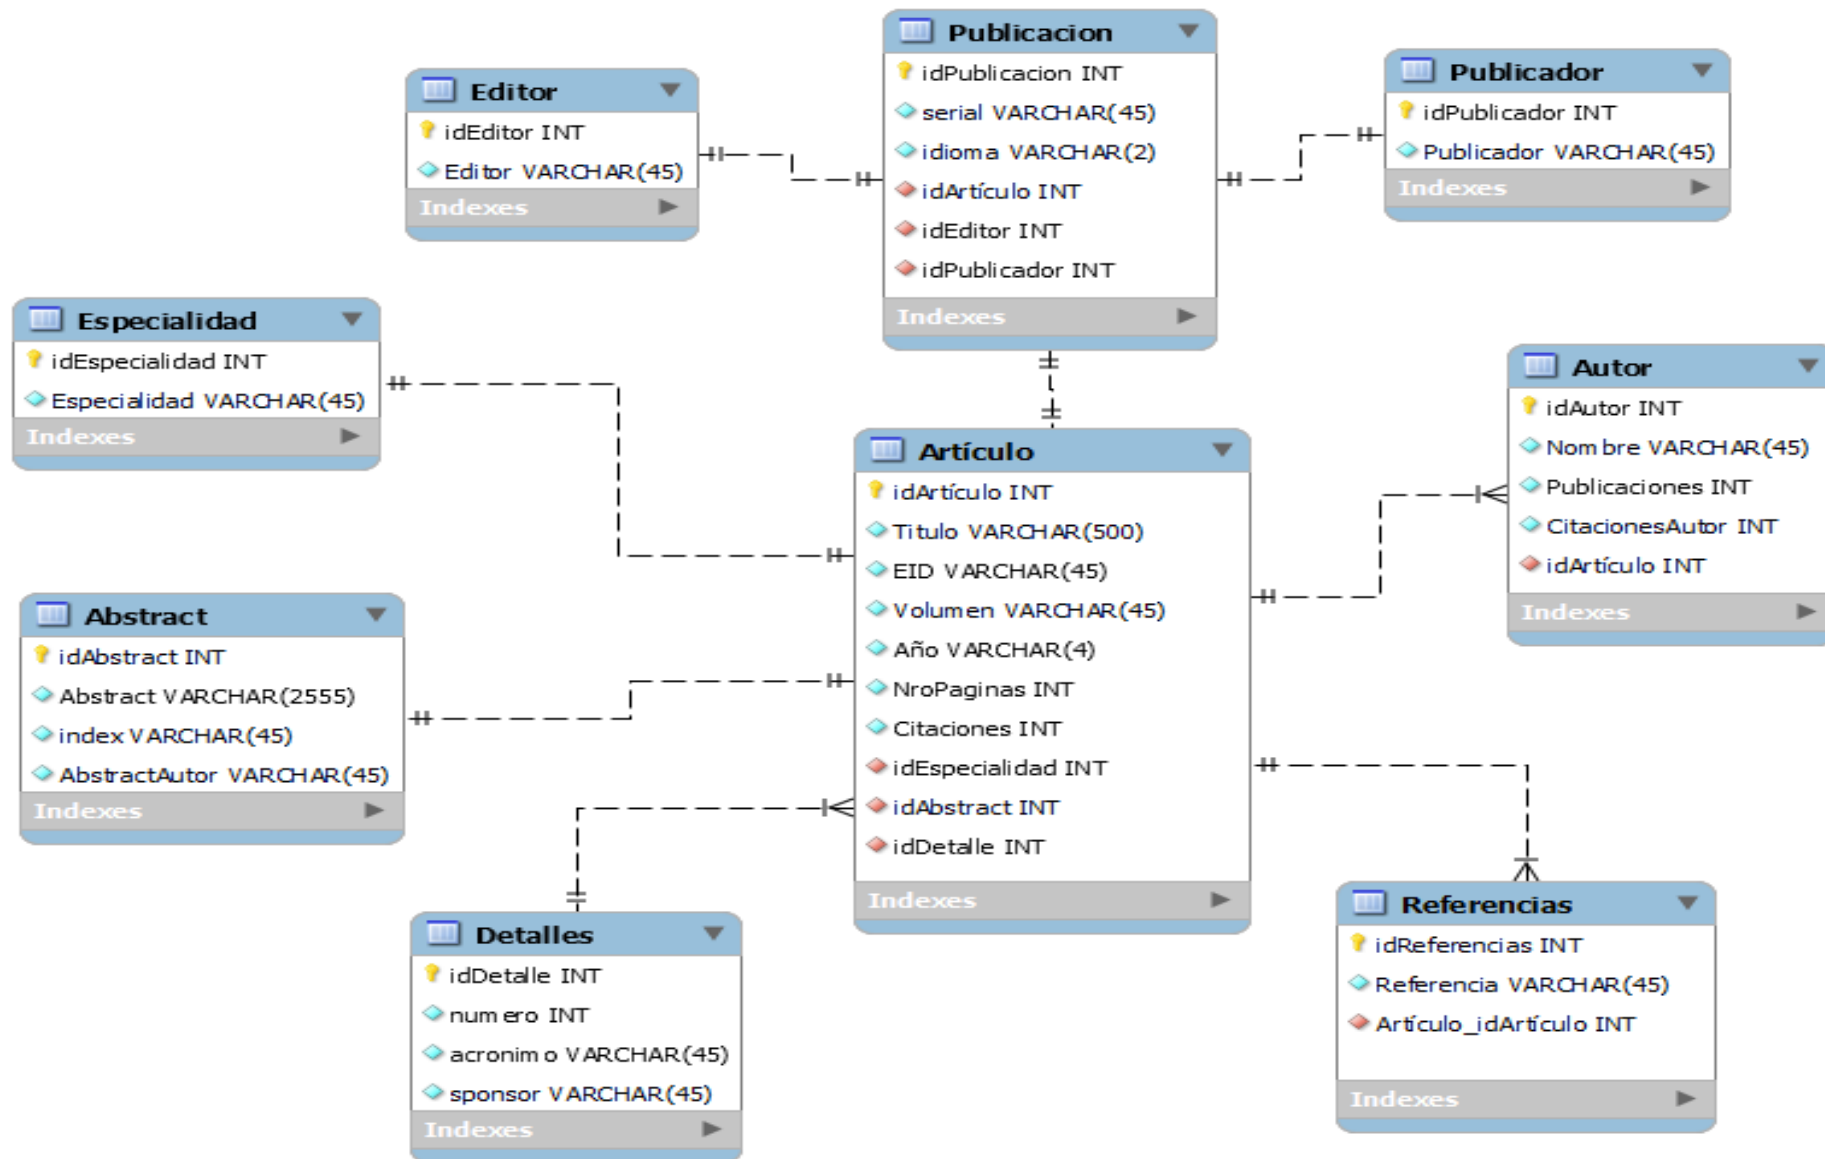 Publicacion
idPublicacion INT
serial VARCHAR(45)
idioma VARCHAR(2)
idArtículo INT
idEditor INT
idPublicador INT
Indexes
Editor
idEditor INT
Editor VARCHAR(45)
Indexes
Publicador
idPublicador INT
Publicador VARCHAR(45)
Indexes
Especialidad
idEspecialidad INT
Especialidad VARCHAR(45)
Indexes
Autor
idAutor INT
Nombre VARCHAR(45)
Publicaciones INT
CitacionesAutor INT
idArtículo INT
Indexes
Artículo
idArtículo INT
Titulo VARCHAR(500)
EID VARCHAR(45)
Volumen VARCHAR(45)
Año VARCHAR(4)
NroPaginas INT
Citaciones INT
idEspecialidad INT
idAbstract INT
idDetalle INT
Indexes
Abstract
idAbstract INT
Abstract VARCHAR(2555)
index VARCHAR(45)
AbstractAutor VARCHAR(45)
Indexes
Detalles
idDetalle INT
numero INT
acronimo VARCHAR(45)
sponsor VARCHAR(45)
Indexes
Referencias
idReferencias INT
Referencia VARCHAR(45)
Artículo_idArtículo INT
Indexes